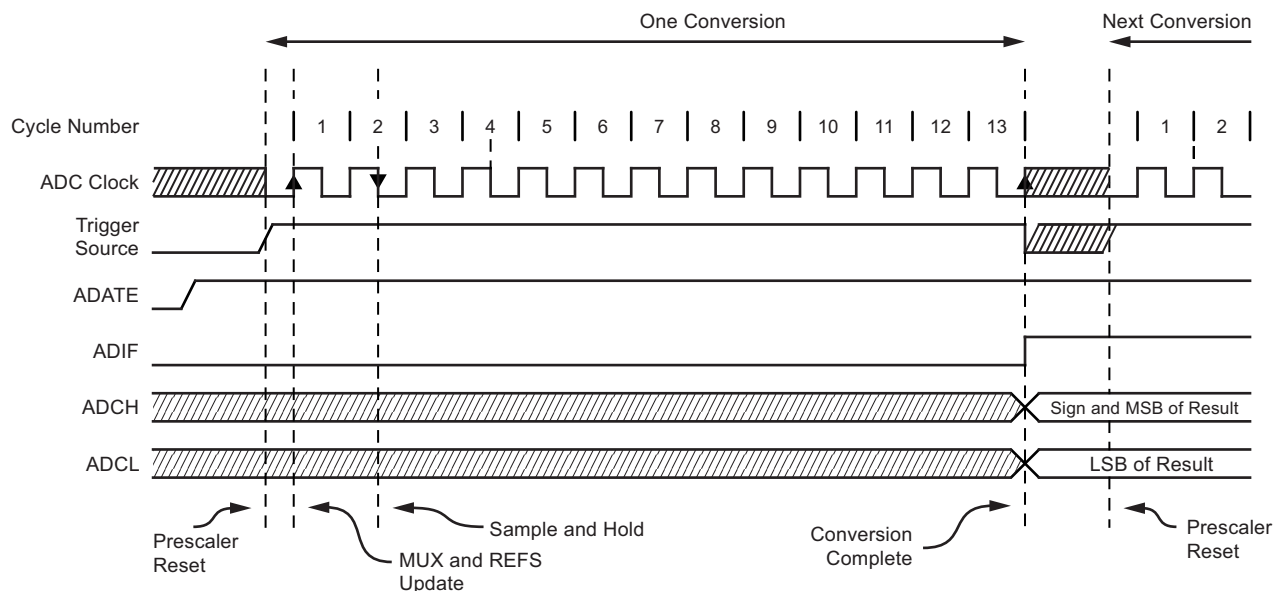 One Conversion
Next Conversion
Cycle Number
1 2 3 4 5 6 7 8 9 10 11 12 13 1 2
ADC Clock
Trigger
Source
ADATE
ADIF
ADCH
Sign and MSB of Result
ADCL
LSB of Result
Prescaler
Reset
MUX and REFS
Update
Sample and Hold
Conversion
Complete
Prescaler
Reset